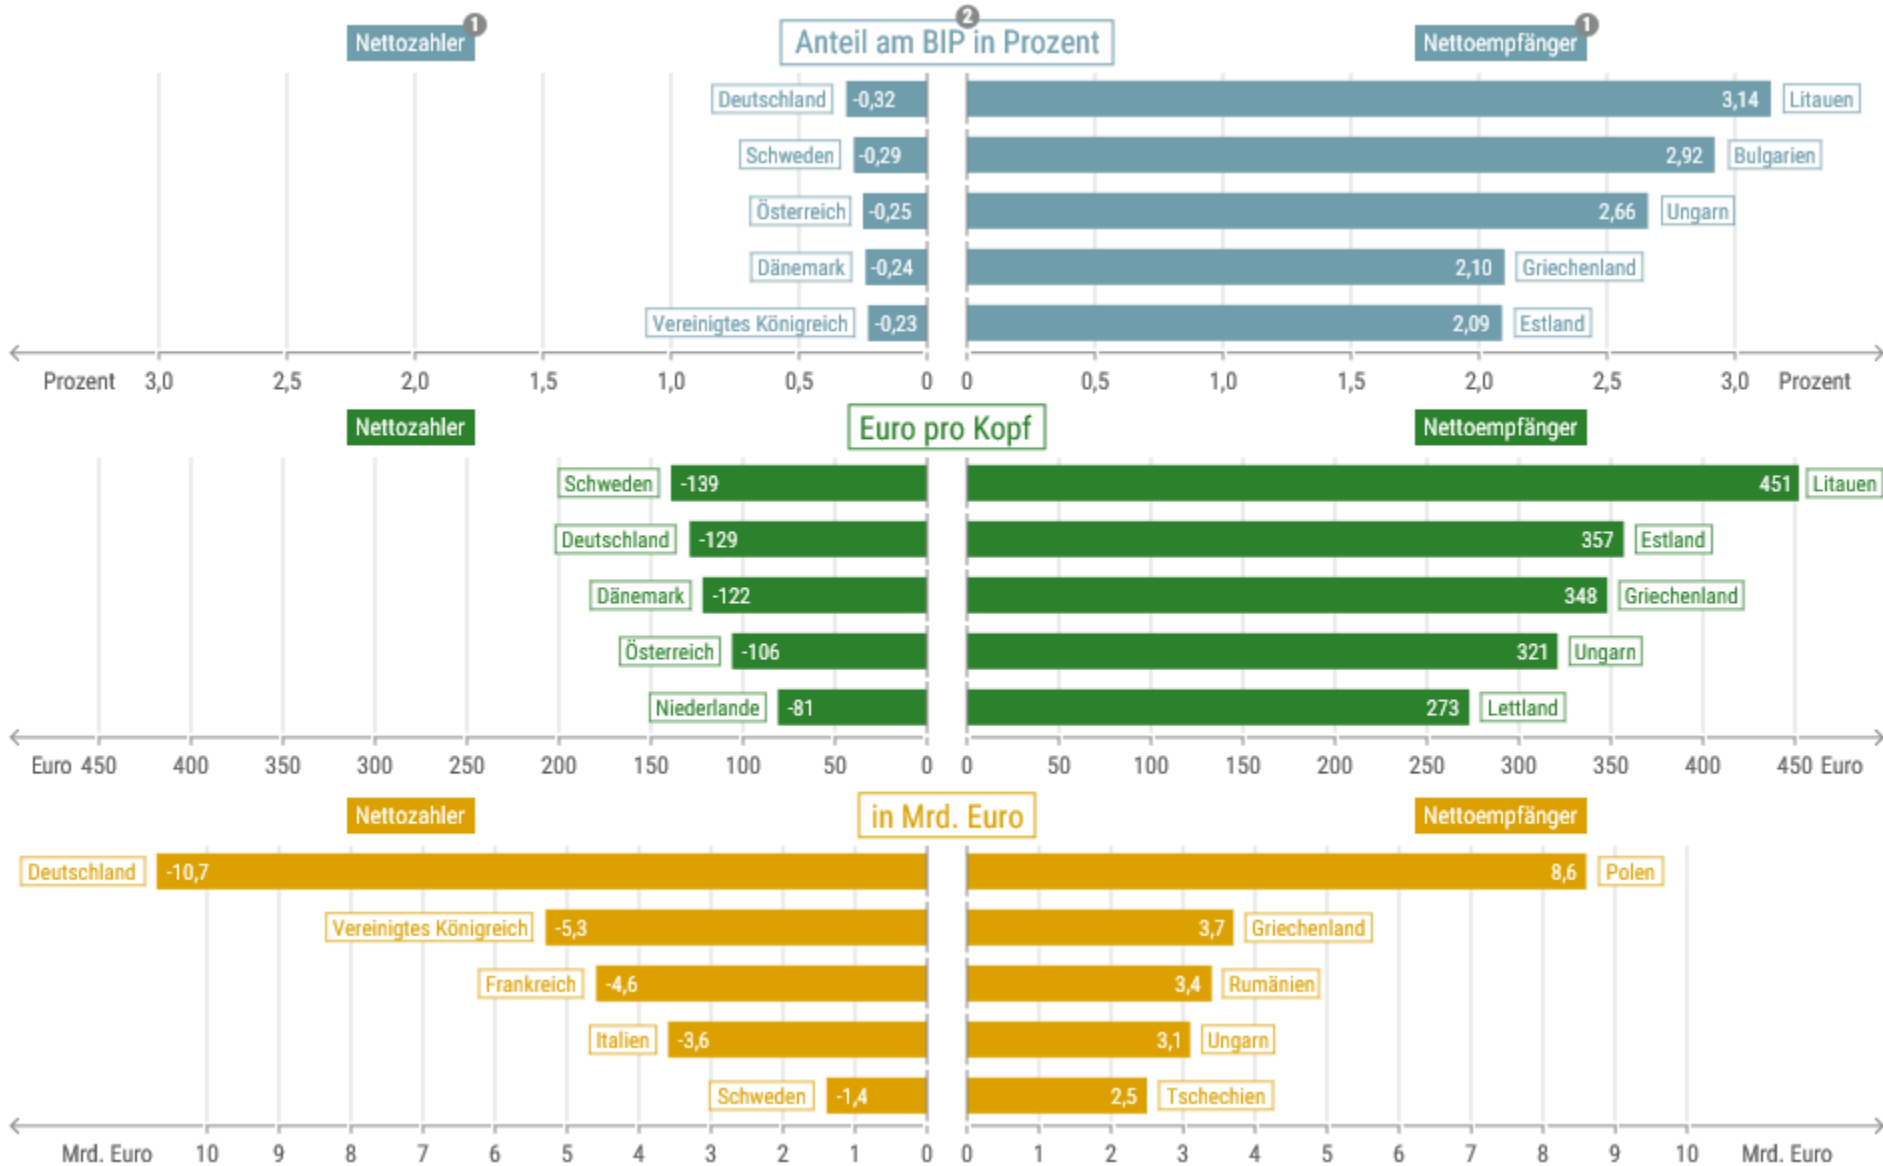 Nettozahler 1 Anteil am BIP in Prozent 2 Nettoempfänger 1
Deutschland -0,32 3,14 Litauen
Schweden -0,29 2,92 Bulgarien
Österreich -0,25 2,66 Ungarn
Dänemark -0,24 2,10 Griechenland
Vereinigtes Königreich -0,23 2,09 Estland
Prozent 3,0 2,5 2,0 1,5 1,0 0,5 0 0 0,5 1,0 1,5 2,0 2,5 3,0 Prozent
Nettozahler Euro pro Kopf Nettoempfänger
Schweden -139 451 Litauen
Deutschland -129 357 Estland
Dänemark -122 348 Griechenland
Österreich -106 321 Ungarn
Niederlande -81 273 Lettland
Euro 450 400 350 300 250 200 150 100 50 0 0 50 100 150 200 250 300 350 400 450 Euro
Nettozahler in Mrd. Euro Nettoempfänger
Deutschland -10,7 8,6 Polen
Vereinigtes Königreich -5,3 3,7 Griechenland
Frankreich -4,6 3,4 Rumänien
Italien -3,6 3,1 Ungarn
Schweden -1,4 2,5 Tschechien
Mrd. Euro 10 9 8 7 6 5 4 3 2 1 0 0 1 2 3 4 5 6 7 8 9 10 Mrd. Euro